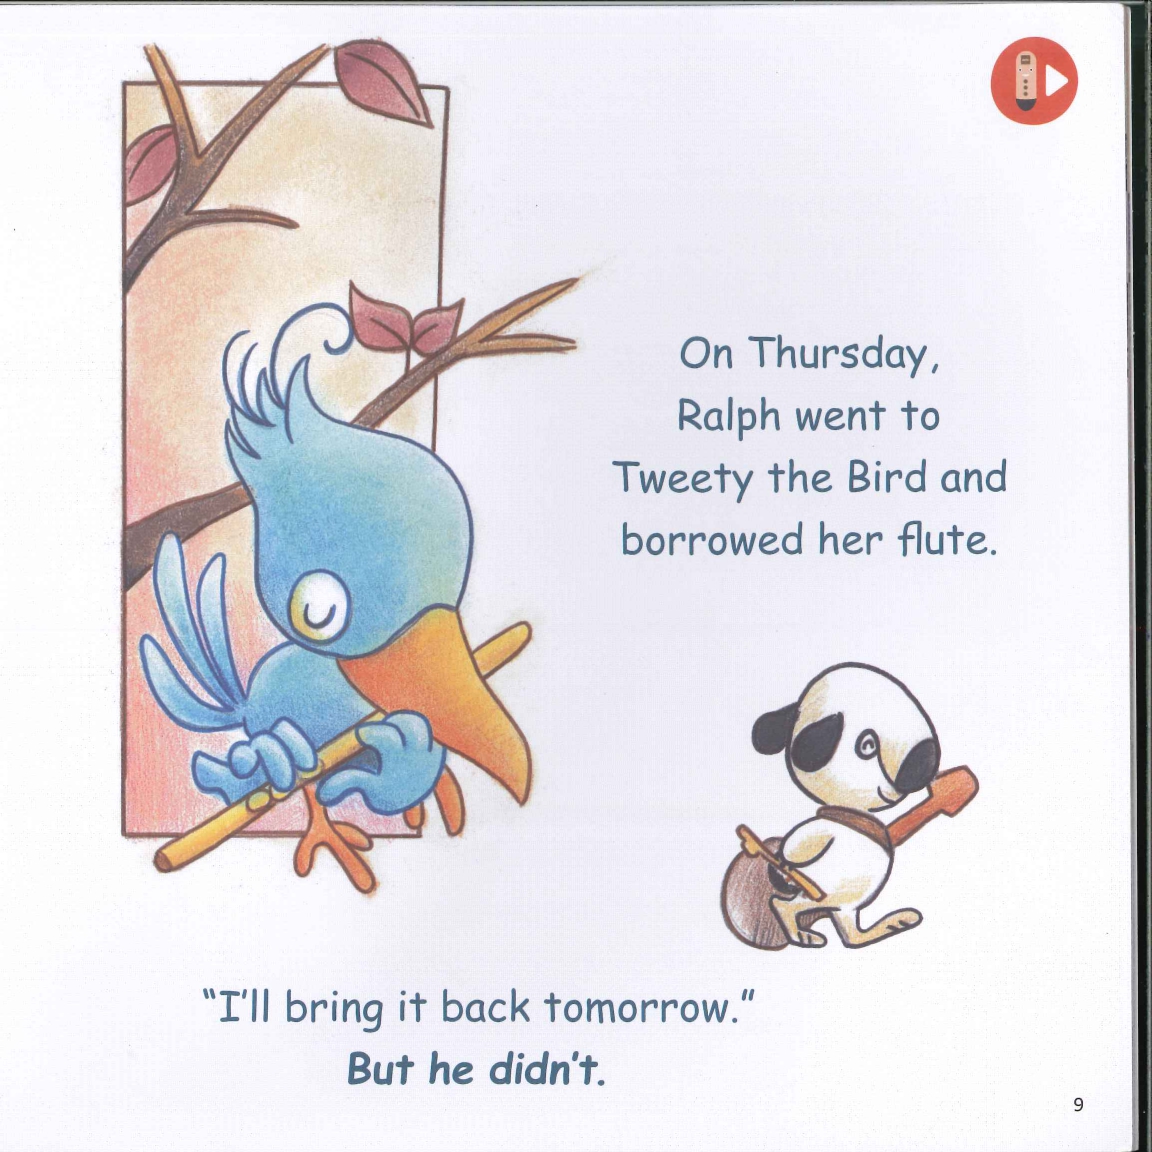 On Thursday,
Ralph went to
Tweety the Bird and
borrowed her flute.
“I’ll bring it back tomorrow.”
But he didn’t.
9